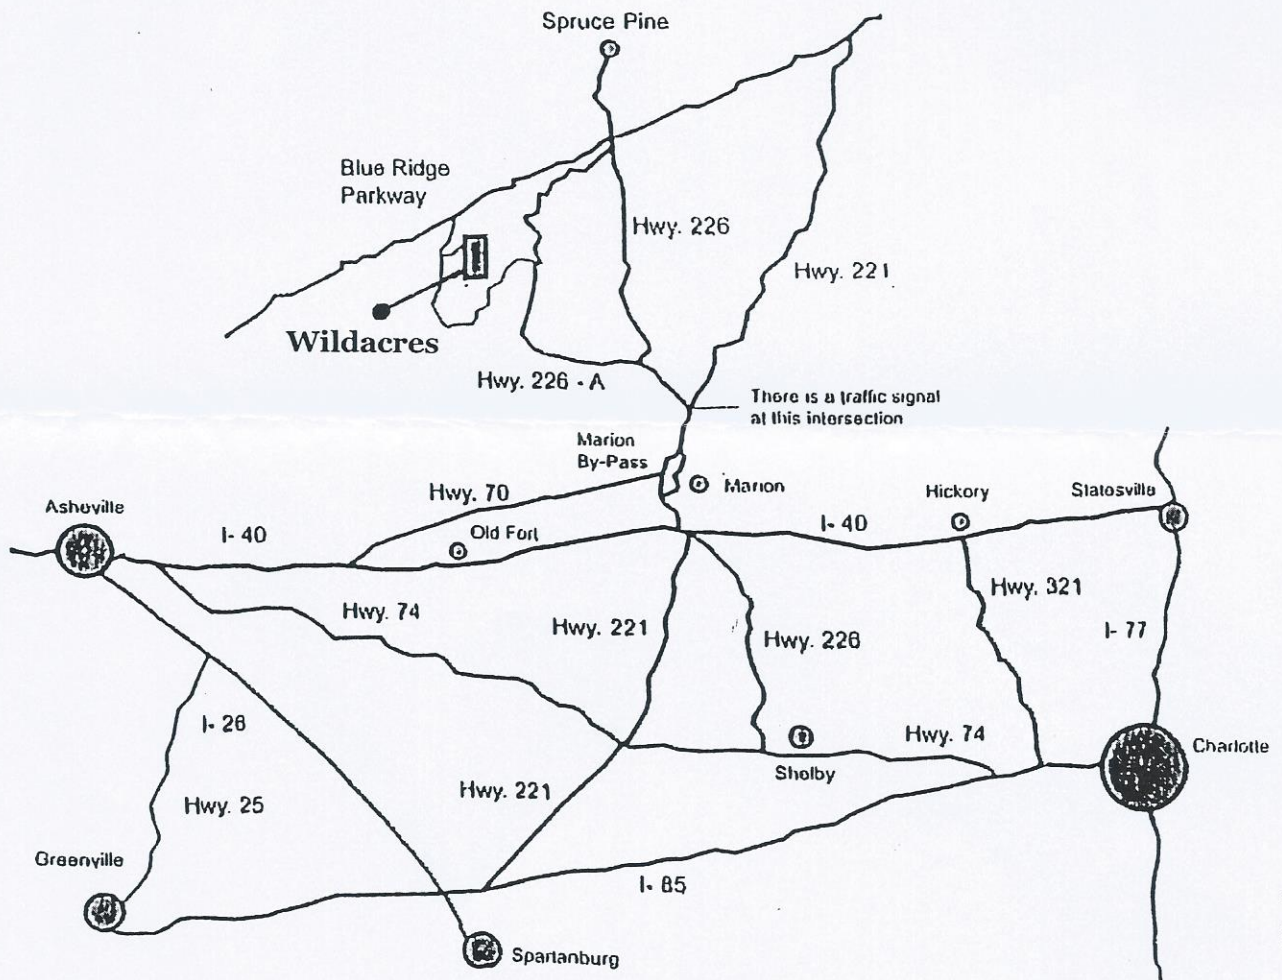 Spruce Pine
Blue Ridge
Parkway
Hwy. 226
Hwy. 221
Wildacres
Hwy. 226 - A
There is a traffic signal
at this intersection
Marion
By-Pass
Hwy. 70
Marion
Hickory
Statesville
Asheville
I- 40
Old Fort
I- 40
Hwy. 321
Hwy. 74
Hwy. 221
Hwy. 226
I- 77
I- 26
Hwy. 74
Charlotte
Shelby
Hwy. 25
Hwy. 221
Greenville
I- 85
Spartanburg